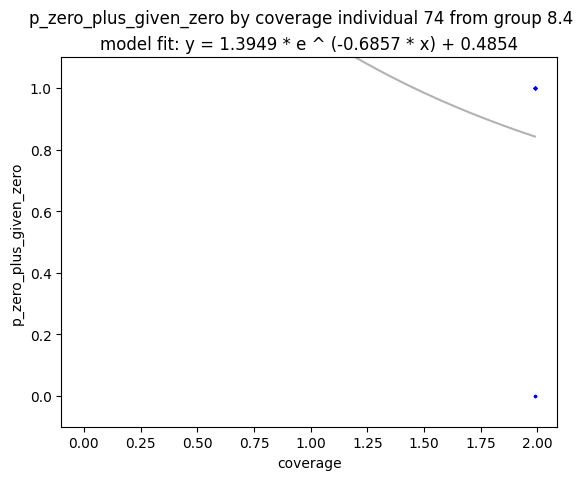 p_zero_plus_given_zero by coverage individual 74 from group 8.4
model fit: y = 1.3949 * e ^ (-0.6857 * x) + 0.4854
1.0
0.8
0.6
0.4
0.2
0.0
p_zero_plus_given_zero
0.00 0.25 0.50 0.75 1.00 1.25 1.50 1.75 2.00
coverage